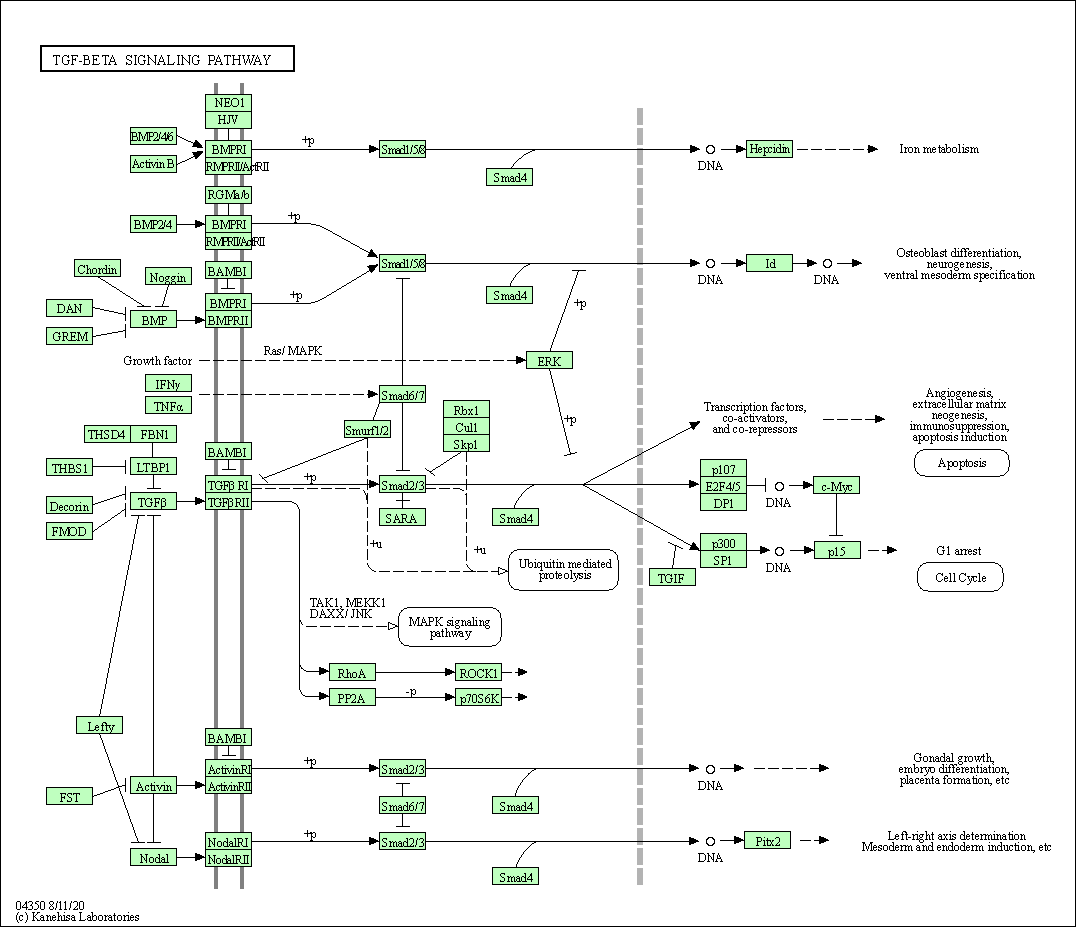 TGF-BETA SIGNALING PATHWAY
NEO1
HJV
BMP2/4/6
Activin B
BMPRI
BMPRII/ActRII
+p
Smad1/5/8
Smad4
DNA
Hepcidin
Iron metabolism
RGMa/b
BMP2/4
BMPRI
BMPRII/ActRII
+p
Smad1/5/8
Smad4
DNA
Id
DNA
Osteoblast differentiation,
neurogenesis,
ventral mesoderm specification
Chordin
Noggin
DAN
GREM
BMP
BAMBI
BMPRI
BMPRII
+p
+p
Growth factor
Ras/ MAPK
ERK
IFNγ
TNFα
Smad6/7
+p
Smurf1/2
Rbx1
Cul1
Skp1
Transcription factors,
co-activators,
and co-repressors
Angiogenesis,
extracellular matrix
neogenesis,
immunosuppression,
apoptosis induction
Apoptosis
THSD4
FBN1
THBS1
LTBP1
Decorin
FMOD
TGFβ
BAMBI
TGFβ RI
TGFβRII
+p
Smad2/3
SARA
Smad4
p107
E2F4/5
DP1
DNA
c-Myc
p300
SP1
DNA
p15
TGIF
G1 arrest
Cell Cycle
+u
+u
Ubiquitin mediated
proteolysis
TAK1, MEKK1
DAXX/ JNK
MAPK signaling
pathway
RhoA
ROCK1
PP2A
-p
p70S6K
Lefty
BAMBI
FST
Activin
ActivinRI
ActivinRII
+p
Smad2/3
Smad6/7
Smad4
DNA
Gonadal growth,
embryo differentiation,
placenta formation, etc
Nodal
NodalRI
NodalRII
+p
Smad2/3
Smad4
DNA
Pitx2
Left-right axis determination
Mesoderm and endoderm induction, etc
04350 8/11/20
(c) Kanehisa Laboratories